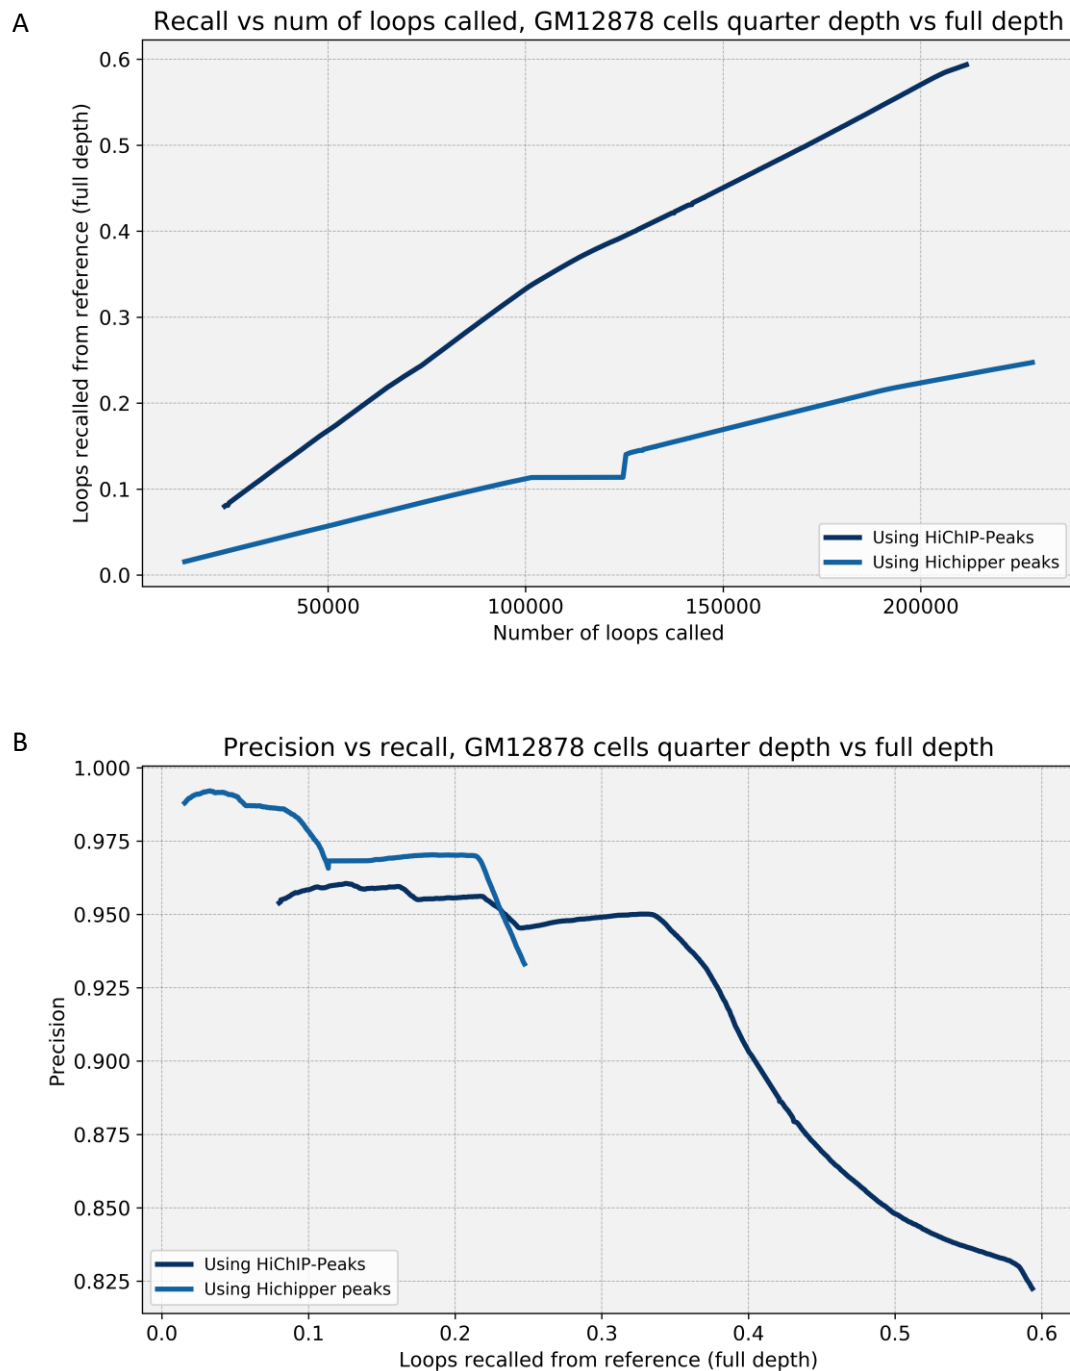 A
Recall vs num of loops called, GM12878 cells quarter depth vs full depth
Loops recalled from reference (full depth)
0.6
0.5
0.4
0.3
0.2
0.1
0.0
Using HiChIP-Peaks
Using Hichipper peaks
50000 100000 150000 200000
Number of loops called
B
Precision vs recall, GM12878 cells quarter depth vs full depth
Precision
1.000
0.975
0.950
0.925
0.900
0.875
0.850
0.825
Using HiChIP-Peaks
Using Hichipper peaks
0.0 0.1 0.2 0.3 0.4 0.5 0.6
Loops recalled from reference (full depth)